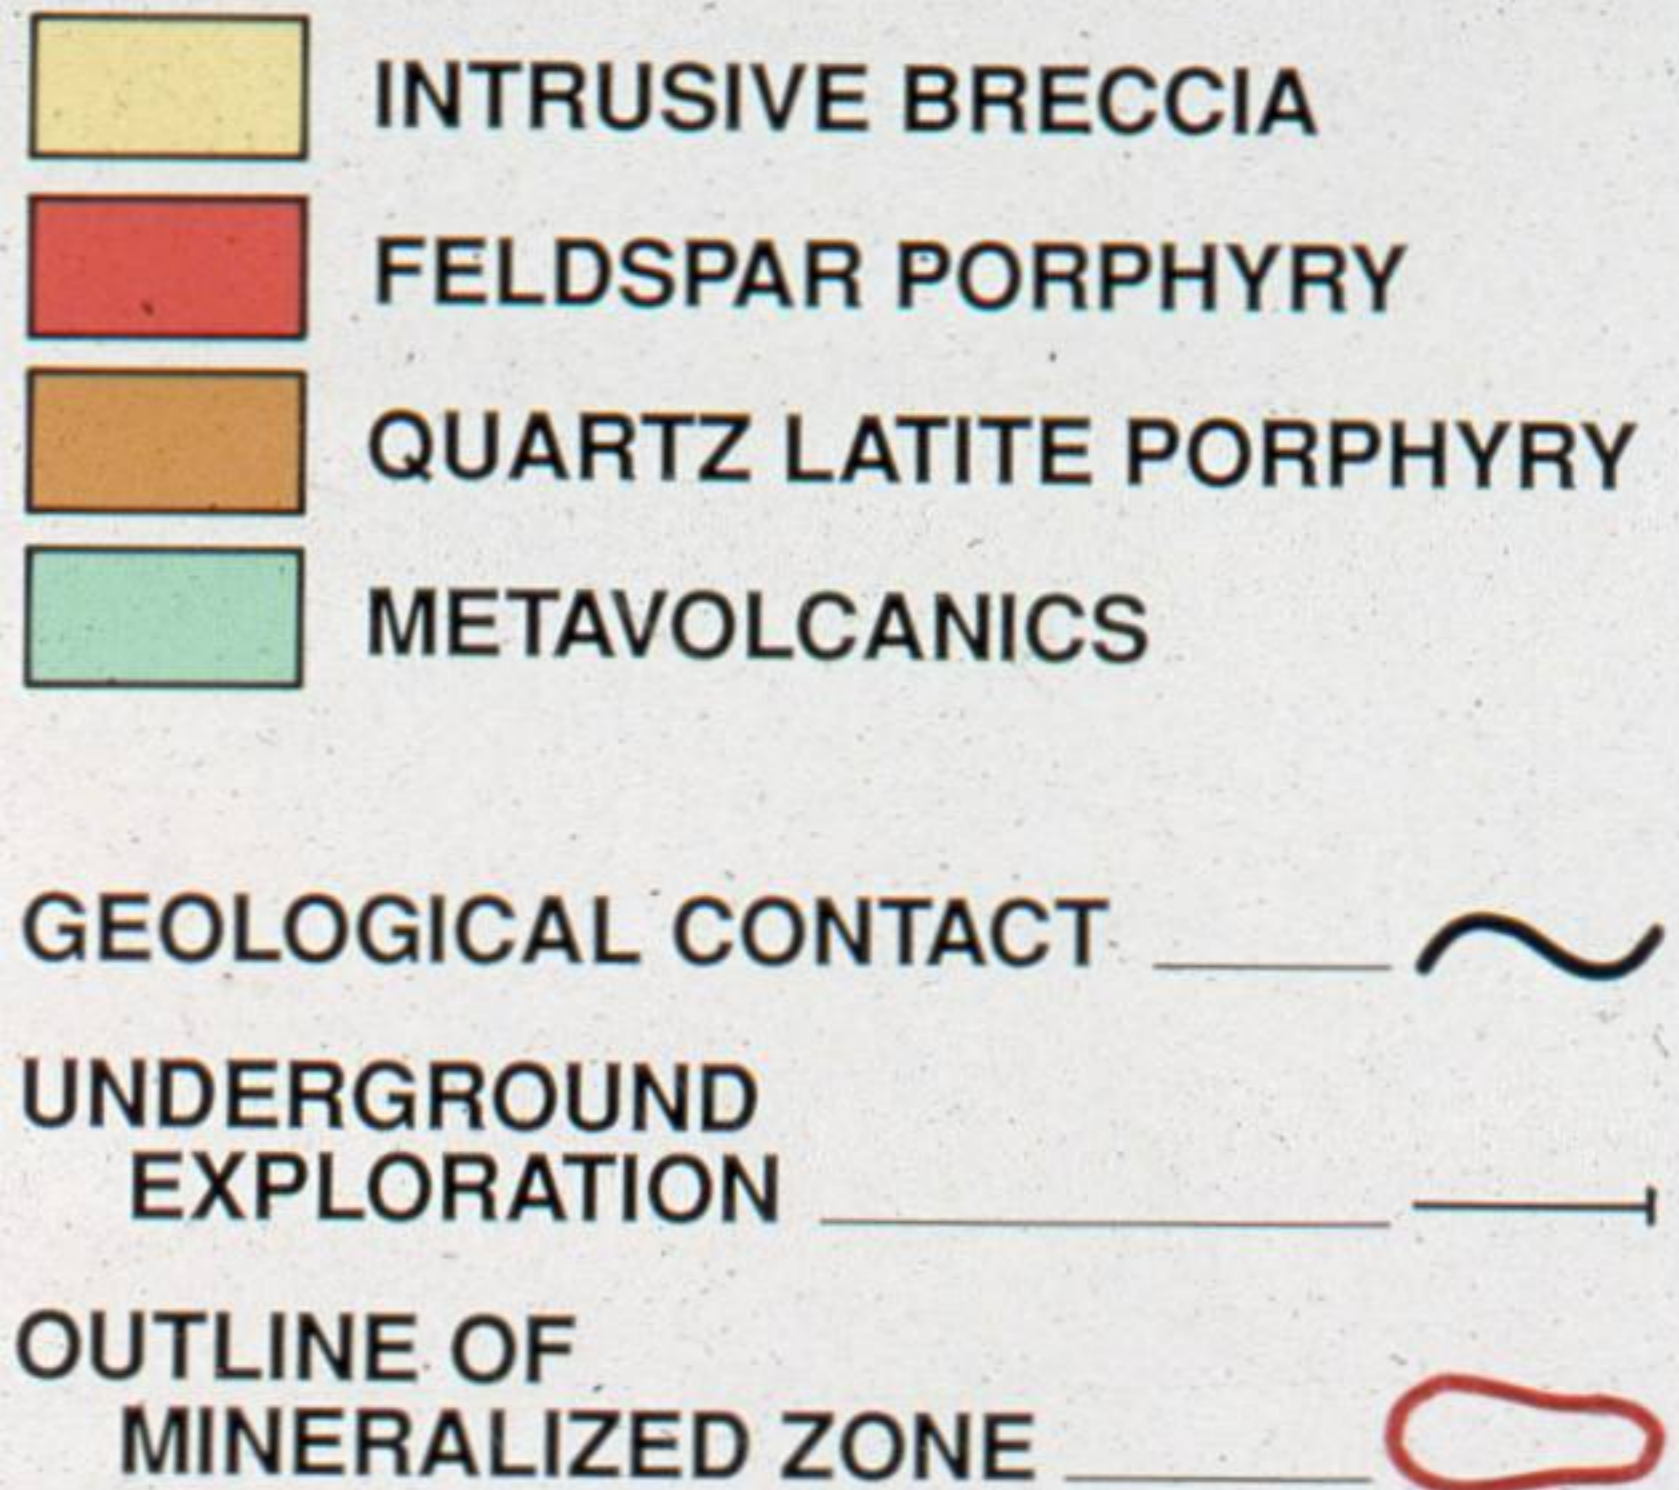 INTRUSIVE BRECCIA
FELDSPAR PORPHYRY
QUARTZ LATITE PORPHYRY
METAVOLCANICS
GEOLOGICAL CONTACT
UNDERGROUND
EXPLORATION
OUTLINE OF
MINERALIZED ZONE